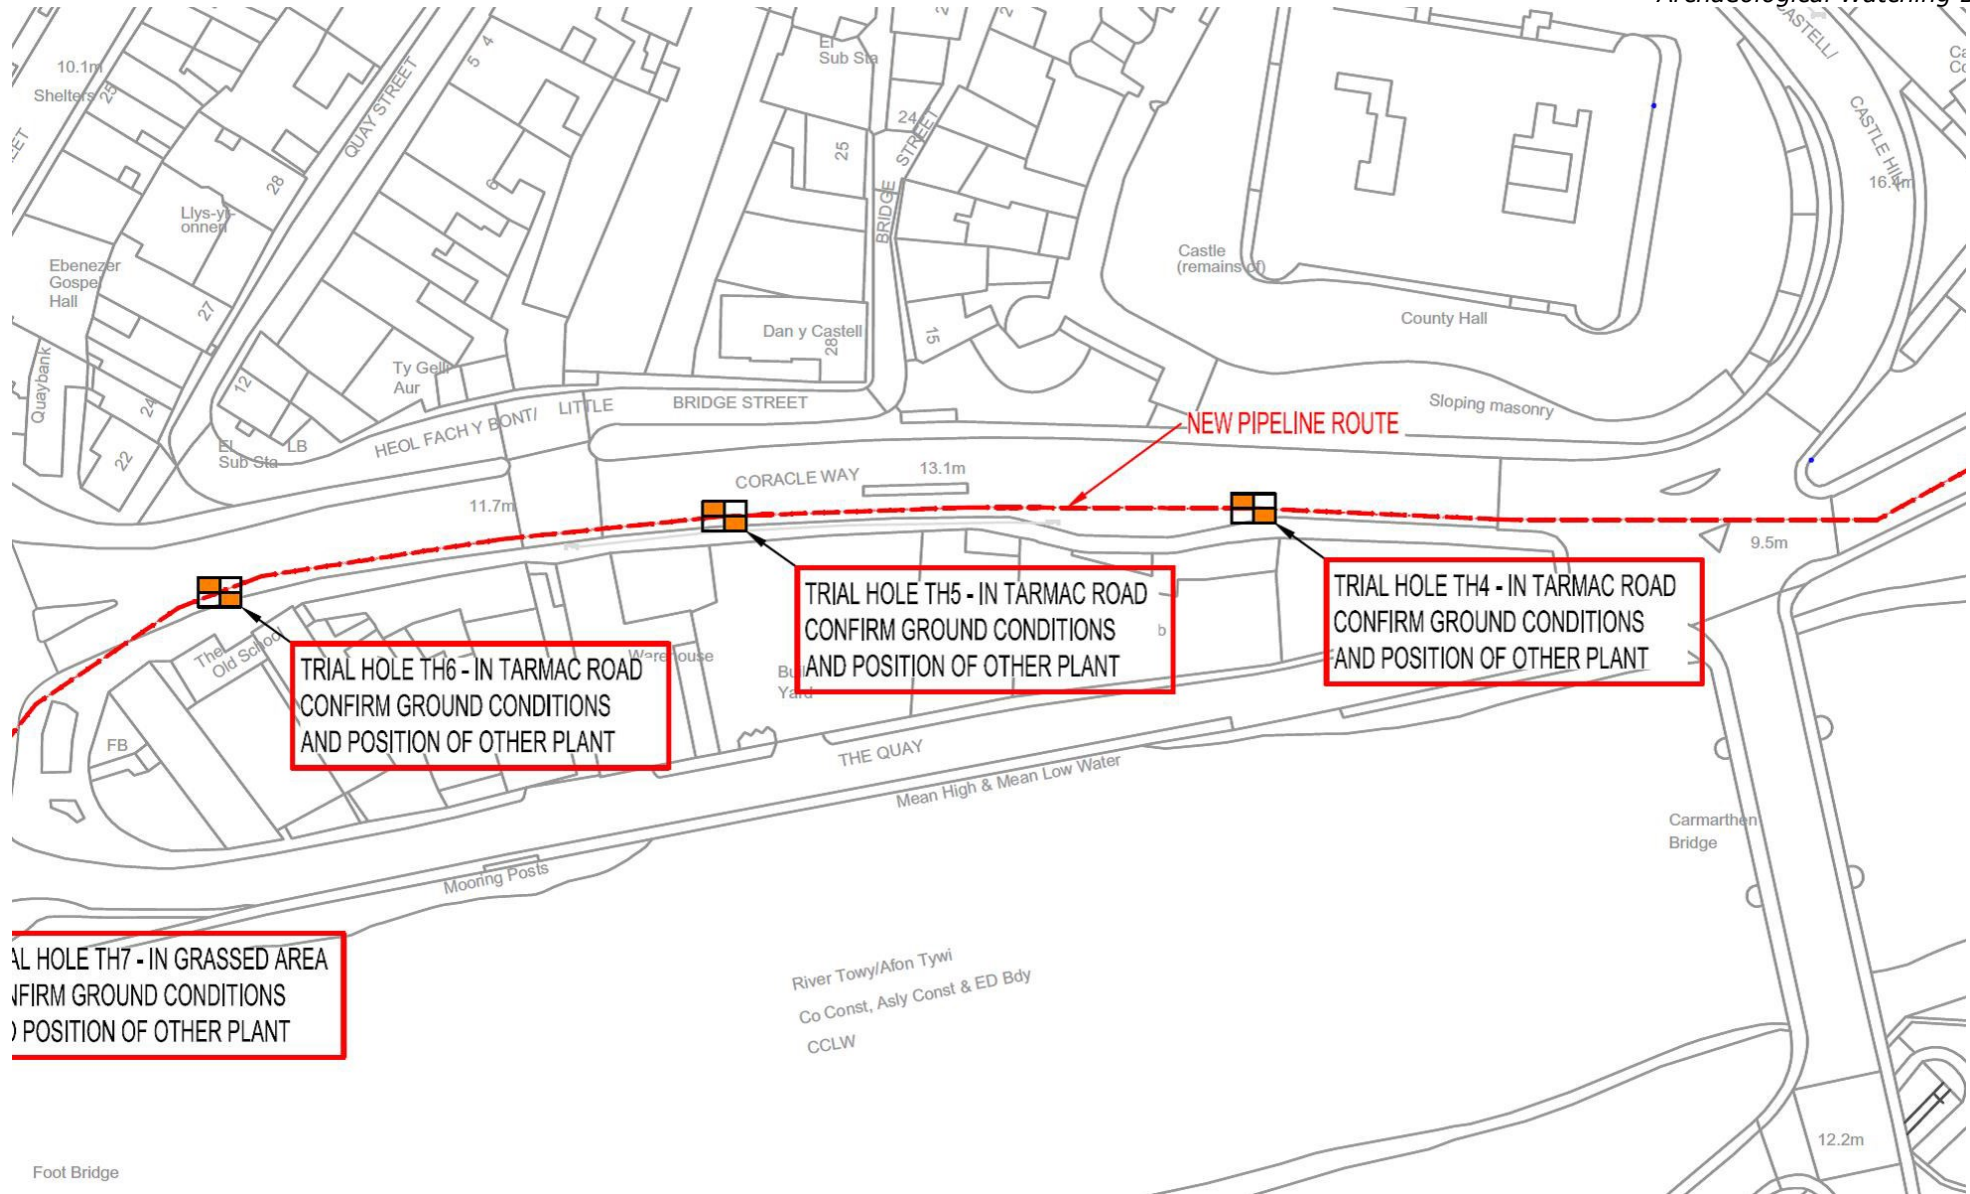 Archaeological Watching
10.1m
Shelters
25
QUAY STREET
4
5
El
Sub Sta
CASTELL/
CASTLE HILL
16.4m
28
6
25
24
BRIDGE STREET
Llys-yr-
onnen
Ebenezer
Gospel
Hall
27
Castle
(remains of)
County Hall
Dan y Castell
28
15
Quaybank
12
24
22
Ty Gelli
Aur
El
Sub Sta
LB
HEOL FACH Y BONT/ LITTLE BRIDGE STREET
Sloping masonry
NEW PIPELINE ROUTE
CORACLE WAY
13.1m
11.7m
9.5m
TRIAL HOLE TH4 - IN TARMAC ROAD
CONFIRM GROUND CONDITIONS
AND POSITION OF OTHER PLANT
TRIAL HOLE TH5 - IN TARMAC ROAD
CONFIRM GROUND CONDITIONS
AND POSITION OF OTHER PLANT
The
Old School
TRIAL HOLE TH6 - IN TARMAC ROAD
CONFIRM GROUND CONDITIONS
AND POSITION OF OTHER PLANT
Warehouse
Yard
FB
THE QUAY
Mean High & Mean Low Water
Mooring Posts
Carmarthen
Bridge
HOLE TH7 - IN GRASSED AREA
GROUND CONDITIONS
POSITION OF OTHER PLANT
River Towy/Afon Tywi
Co Const, Asly Const & ED Bdy
CCLW
12.2m
Foot Bridge